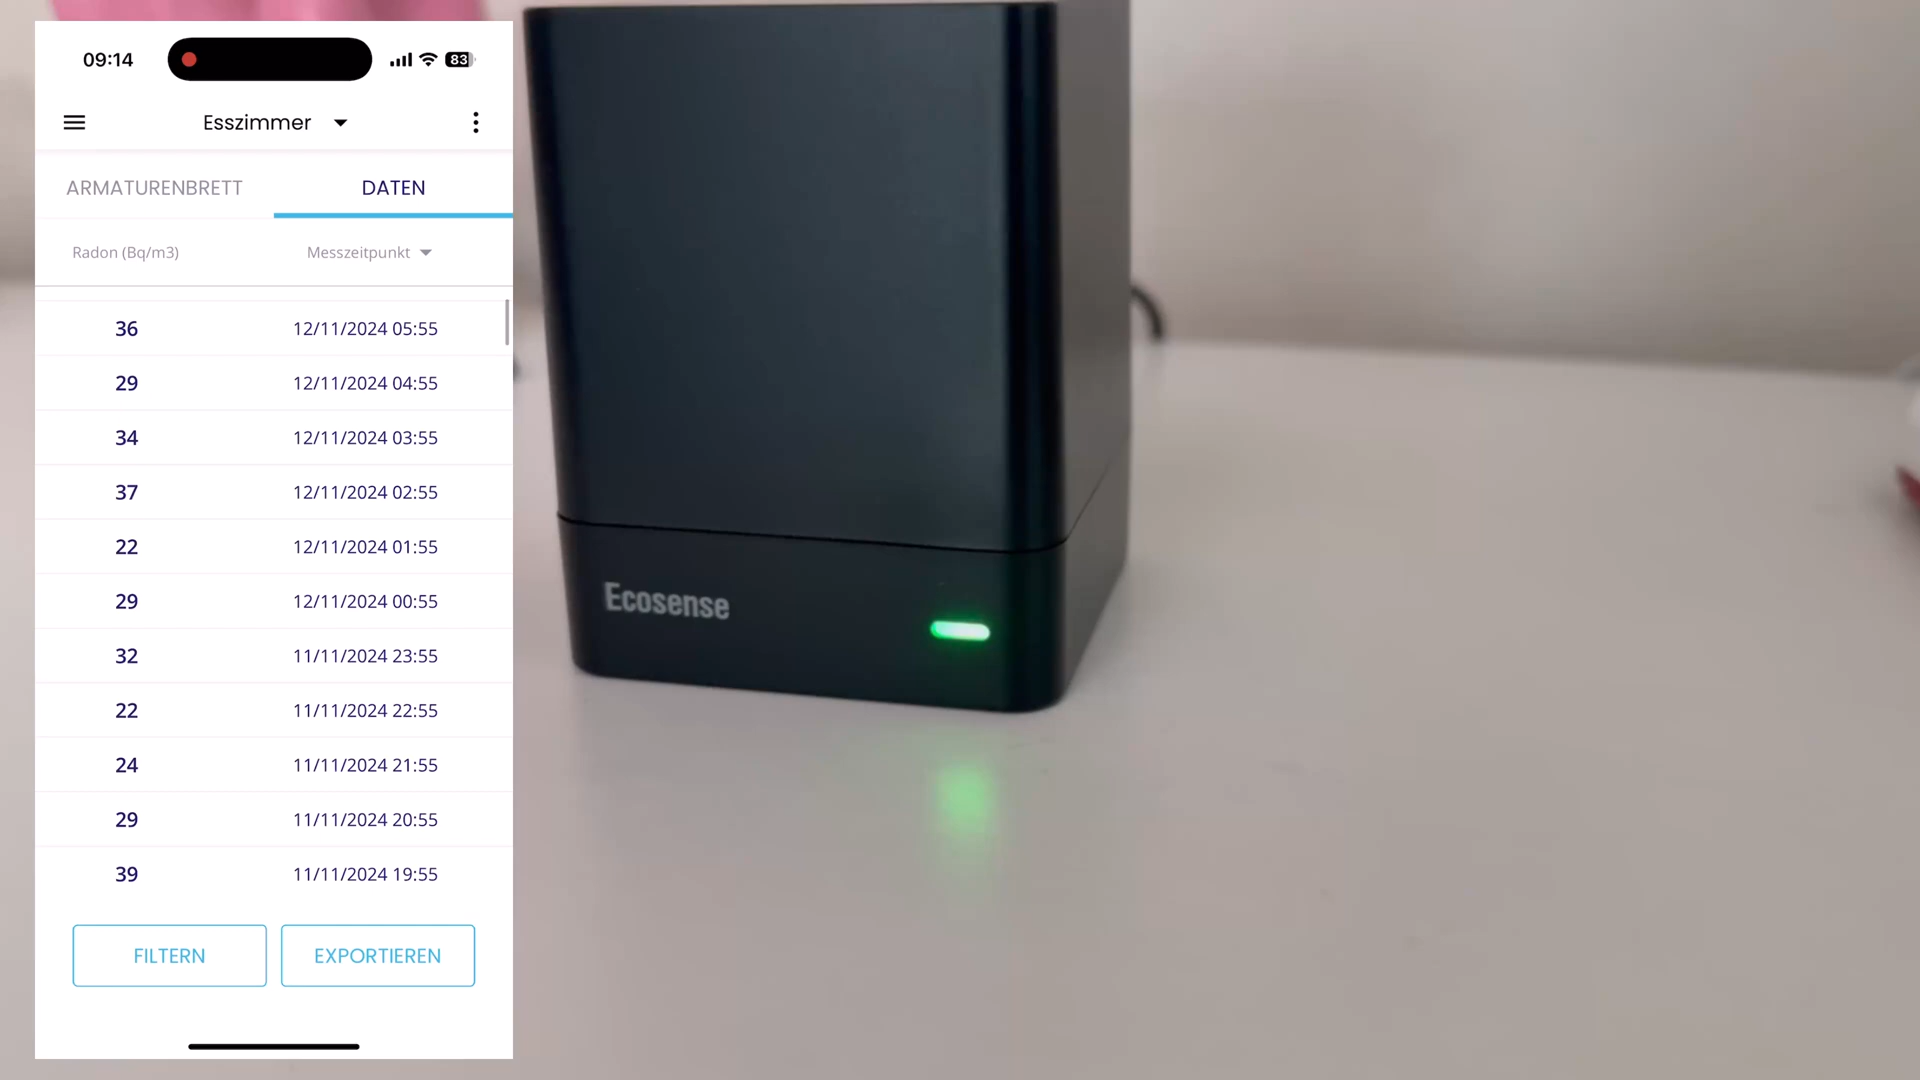 09:14
83
Esszimmer
ARMATURENBRETT DATEN
Radon (Bq/m3) Messzeitpunkt
36 12/11/2024 05:55
29 12/11/2024 04:55
34 12/11/2024 03:55
37 12/11/2024 02:55
22 12/11/2024 01:55
29 12/11/2024 00:55
32 11/11/2024 23:55
22 11/11/2024 22:55
24 11/11/2024 21:55
29 11/11/2024 20:55
39 11/11/2024 19:55
FILTERN EXPORTIEREN
Ecosense